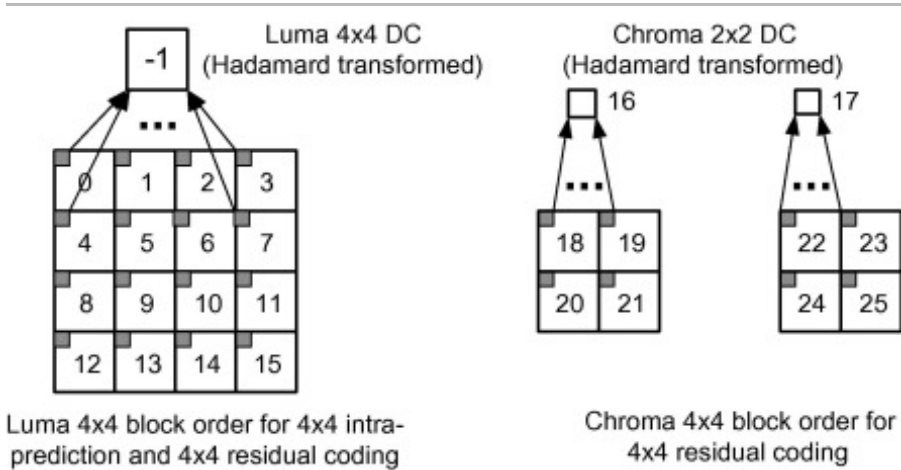 Luma 4x4 DC
(Hadamard transformed)
-1
...
0 1 2 3
4 5 6 7
8 9 10 11
12 13 14 15
Luma 4x4 block order for 4x4 intra-
prediction and 4x4 residual coding
Chroma 2x2 DC
(Hadamard transformed)
16 17
... ...
18 19 22 23
20 21 24 25
Chroma 4x4 block order for
4x4 residual coding